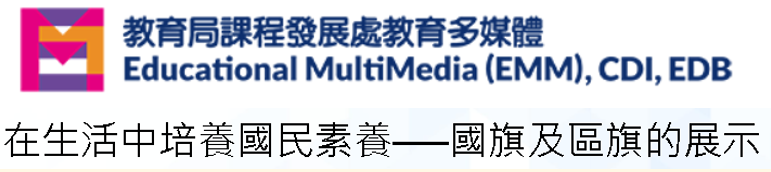 教育局課程發展處教育多媒體
Educational MultiMedia (EMM), CDI, EDB
在生活中培養國民素養──國旗及區旗的展示